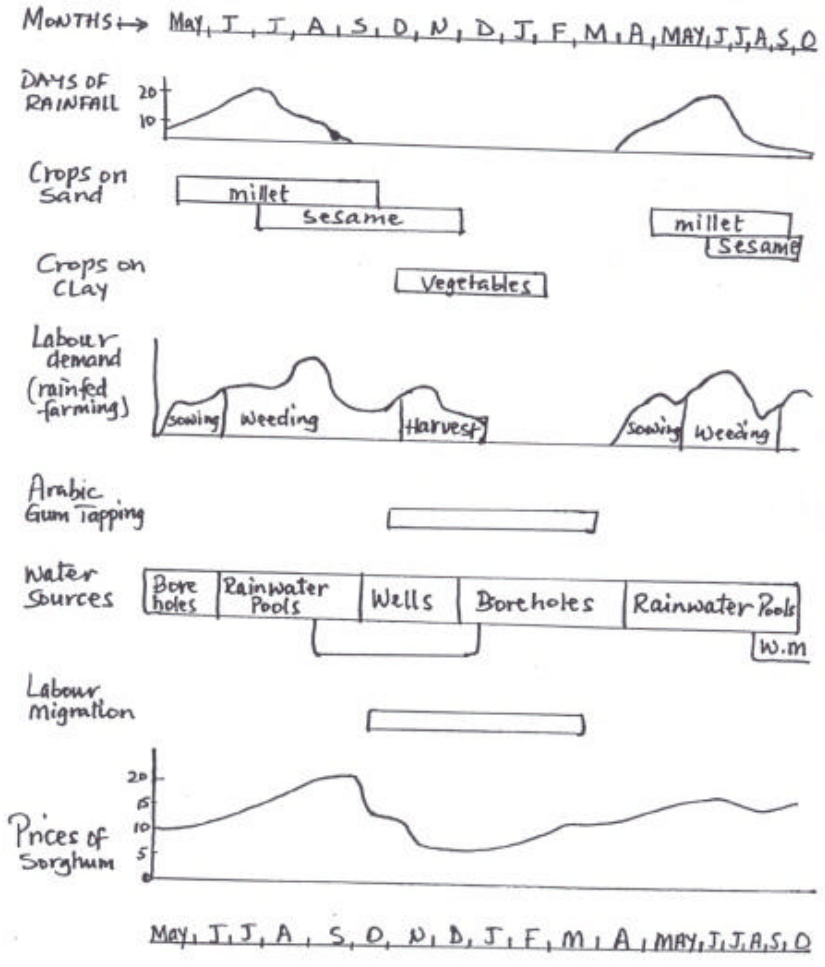 MONTHS → May, J, J, A, S, O, N, D, J, F, M, A, MAY, J, J, A, S, O
DAYS OF
RAINFALL
20
10
Crops on
Sand
millet
Sesame
millet
Sesame
Crops on
CLay
Vegetables
Labour
demand
(rainfed
farming)
Sowing
Weeding
Harvest
Sowing
Weeding
Arabic
Gum Tapping
Water
Sources
Bore
holes
Rainwater
Pools
Wells
Boreholes
Rainwater Pools
W.m
Labour
Migration
Prices of
Sorghum
20
15
10
5
0
May, J, J, A, S, O, N, D, J, F, M, A, MAY, J, J, A, S, O